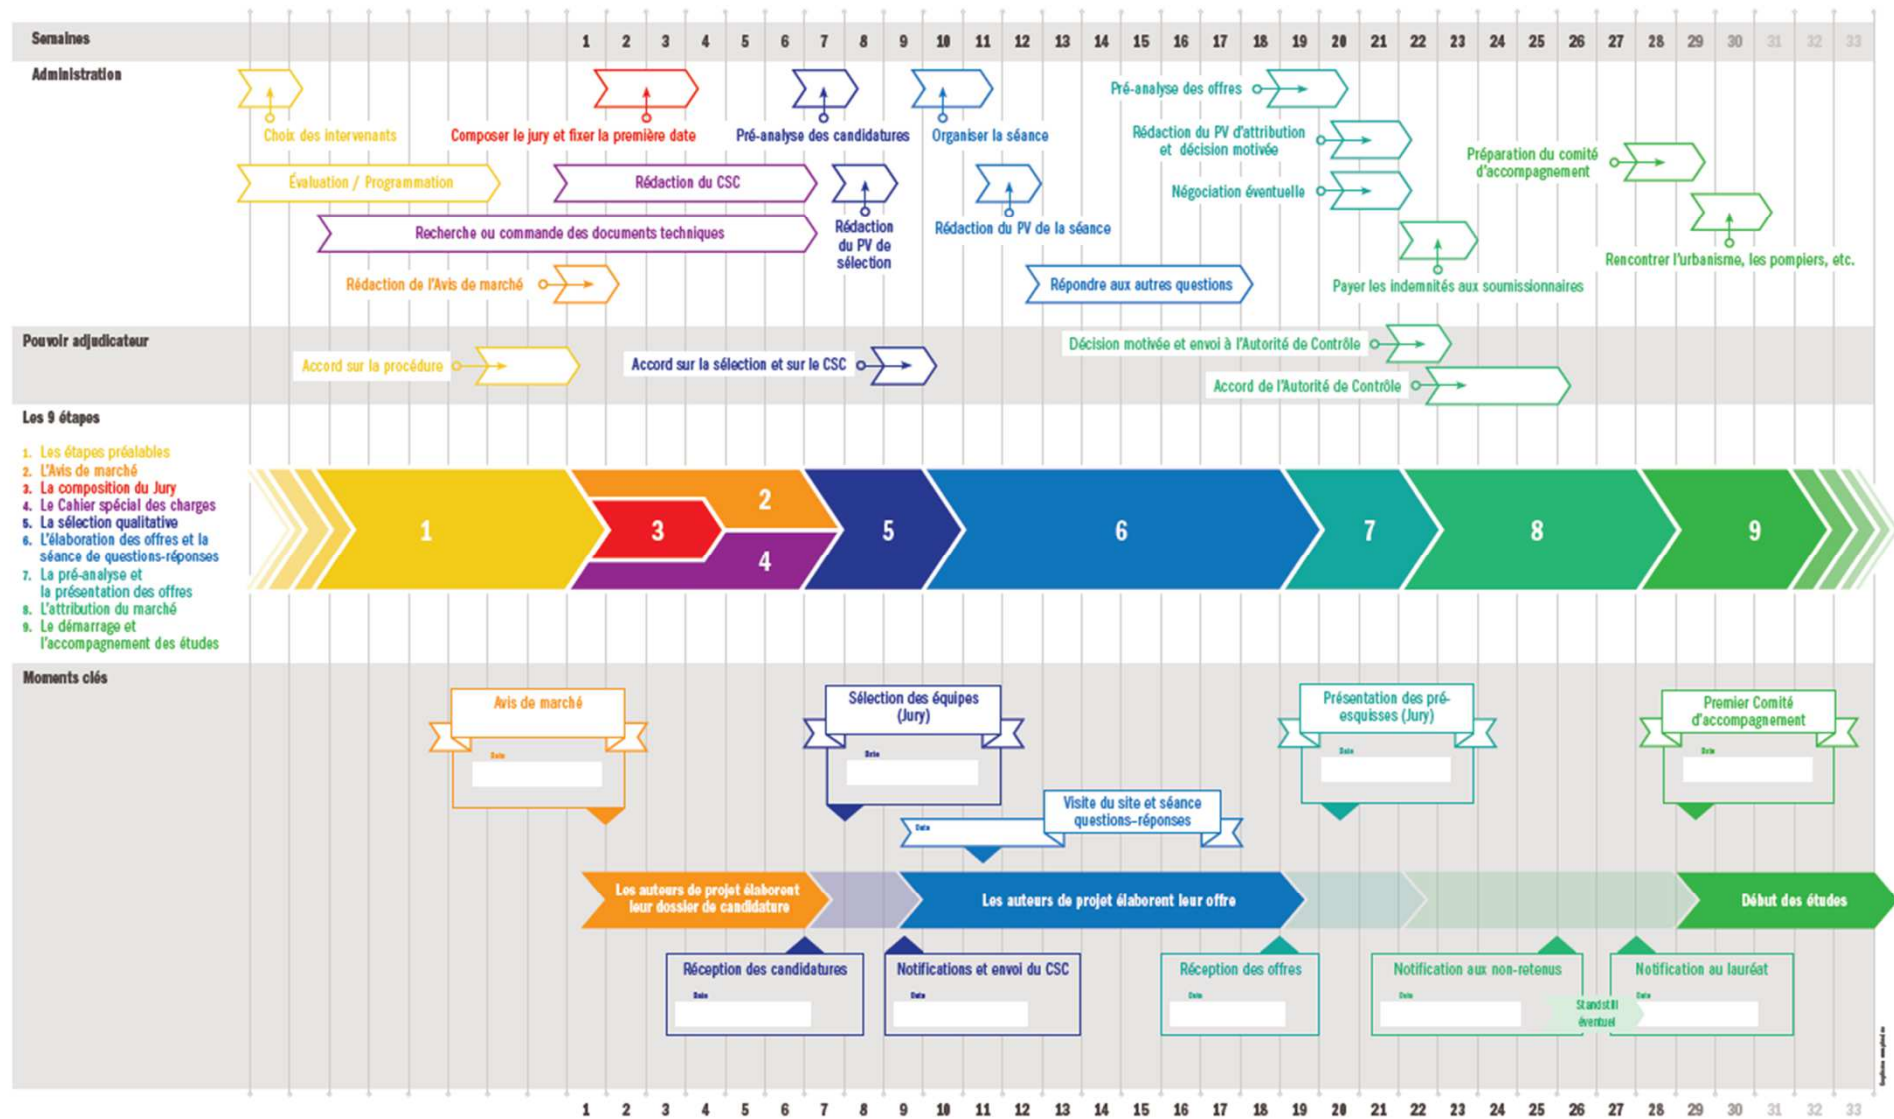 Semaines
1 2 3 4 5 6 7 8 9 10 11 12 13 14 15 16 17 18 19 20 21 22 23 24 25 26 27 28 29 30 31 32 33
Administration
Choix des intervenants
Composer le jury et fixer la première date
Pré-analyse des candidatures
Organiser la séance
Pré-analyse des offres
Rédaction du PV d'attribution
et décision motivée
Négociation éventuelle
Préparation du comité
d'accompagnement
Évaluation / Programmation
Rédaction du CSC
Recherche ou commande des documents techniques
Rédaction
du PV de
sélection
Rédaction du PV de la séance
Rencontrer l'urbanisme, les pompiers, etc.
Rédaction de l'Avis de marché
Répondre aux autres questions
Payer les indemnités aux soumissionnaires
Pouvoir adjudicateur
Accord sur la procédure
Accord sur la sélection et sur le CSC
Décision motivée et envoi à l'Autorité de Contrôle
Accord de l'Autorité de Contrôle
Les 9 étapes
1. Les étapes préalables
2. L'Avis de marché
3. La composition du Jury
4. Le Cahier spécial des charges
5. La sélection qualitative
6. L'élaboration des offres et la
séance de questions-réponses
7. La pré-analyse et
la présentation des offres
8. L'attribution du marché
9. Le démarrage et
l'accompagnement des études
1
2
3
4
5
6
7
8
9
Moments clés
Avis de marché
Date
Sélection des équipes
(Jury)
Date
Présentation des pré-
esquisses (Jury)
Date
Premier Comité
d'accompagnement
Date
Visite du site et séance
questions-réponses
Date
Les auteurs de projet élaborent
leur dossier de candidature
Les auteurs de projet élaborent leur offre
Début des études
Réception des candidatures
Date
Notifications et envoi du CSC
Date
Réception des offres
Date
Notification aux non-retenus
Date
Standstill
éventuel
Notification au lauréat
Date
1 2 3 4 5 6 7 8 9 10 11 12 13 14 15 16 17 18 19 20 21 22 23 24 25 26 27 28 29 30 31 32 33